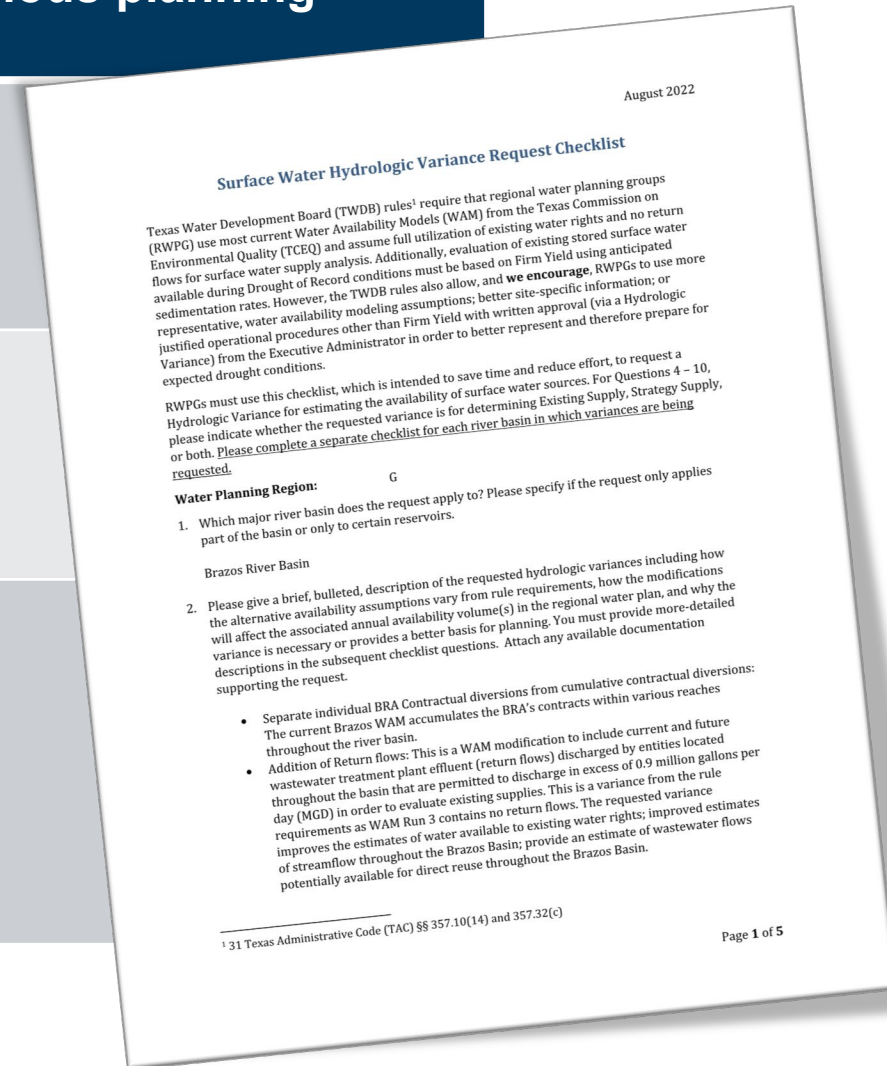 planning
August 2022
Surface Water Hydrologic Variance Request Checklist
Texas Water Development Board (TWDB) rules¹ require that regional water planning groups
(RWPG) use most current Water Availability Models (WAM) from the Texas Commission on
Environmental Quality (TCEQ) and assume full utilization of existing water rights and no return
flows for surface water supply analysis. Additionally, evaluation of existing stored surface water
available during Drought of Record conditions must be based on Firm Yield using anticipated
sedimentation rates. However, the TWDB rules also allow, and we encourage, RWPGs to use more
representative, water availability modeling assumptions; better site-specific information; or
justified operational procedures other than Firm Yield with written approval (via a Hydrologic
Variance) from the Executive Administrator in order to better represent and therefore prepare for
expected drought conditions.
RWPGs must use this checklist, which is intended to save time and reduce effort, to request a
Hydrologic Variance for estimating the availability of surface water sources. For Questions 4 – 10,
please indicate whether the requested variance is for determining Existing Supply, Strategy Supply,
or both. Please complete a separate checklist for each river basin in which variances are being
requested.
Water Planning Region: G
1. Which major river basin does the request apply to? Please specify if the request only applies
part of the basin or only to certain reservoirs.
Brazos River Basin
2. Please give a brief, bulleted, description of the requested hydrologic variances including how
the alternative availability assumptions vary from rule requirements, how the modifications
will affect the associated annual availability volume(s) in the regional water plan, and why the
variance is necessary or provides a better basis for planning. You must provide more-detailed
descriptions in the subsequent checklist questions. Attach any available documentation
supporting the request.
• Separate individual BRA Contractual diversions from cumulative contractual diversions:
The current Brazos WAM accumulates the BRA's contracts within various reaches
throughout the river basin.
• Addition of Return flows: This is a WAM modification to include current and future
wastewater treatment plant effluent (return flows) discharged by entities located
throughout the basin that are permitted to discharge in excess of 0.9 million gallons per
day (MGD) in order to evaluate existing supplies. This is a variance from the rule
requirements as WAM Run 3 contains no return flows. The requested variance
improves the estimates of water available to existing water rights; improved estimates
of streamflow throughout the Brazos Basin; provide an estimate of wastewater flows
potentially available for direct reuse throughout the Brazos Basin.
¹ 31 Texas Administrative Code (TAC) §§ 357.10(14) and 357.32(c)
Page 1 of 5